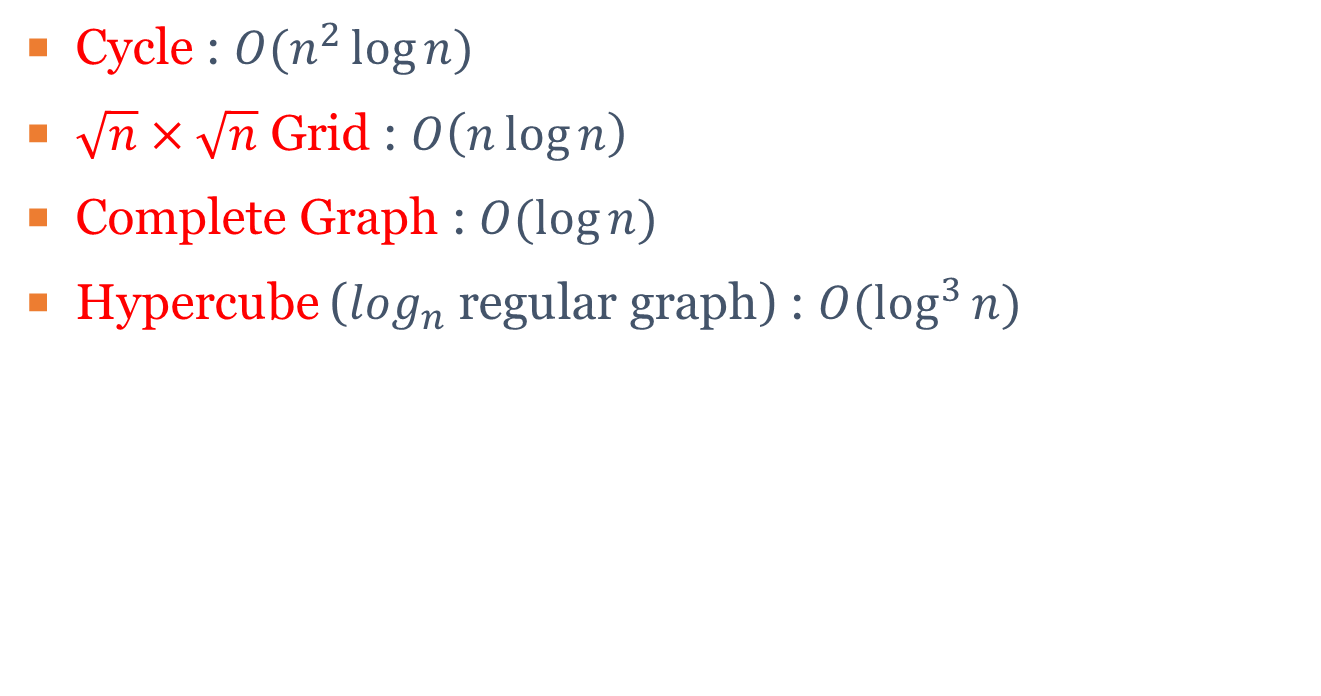 ▪ Cycle : O(n² log n)
▪ √n × √n Grid : O(n log n)
▪ Complete Graph : O(log n)
▪ Hypercube (logₙ regular graph) : O(log³ n)